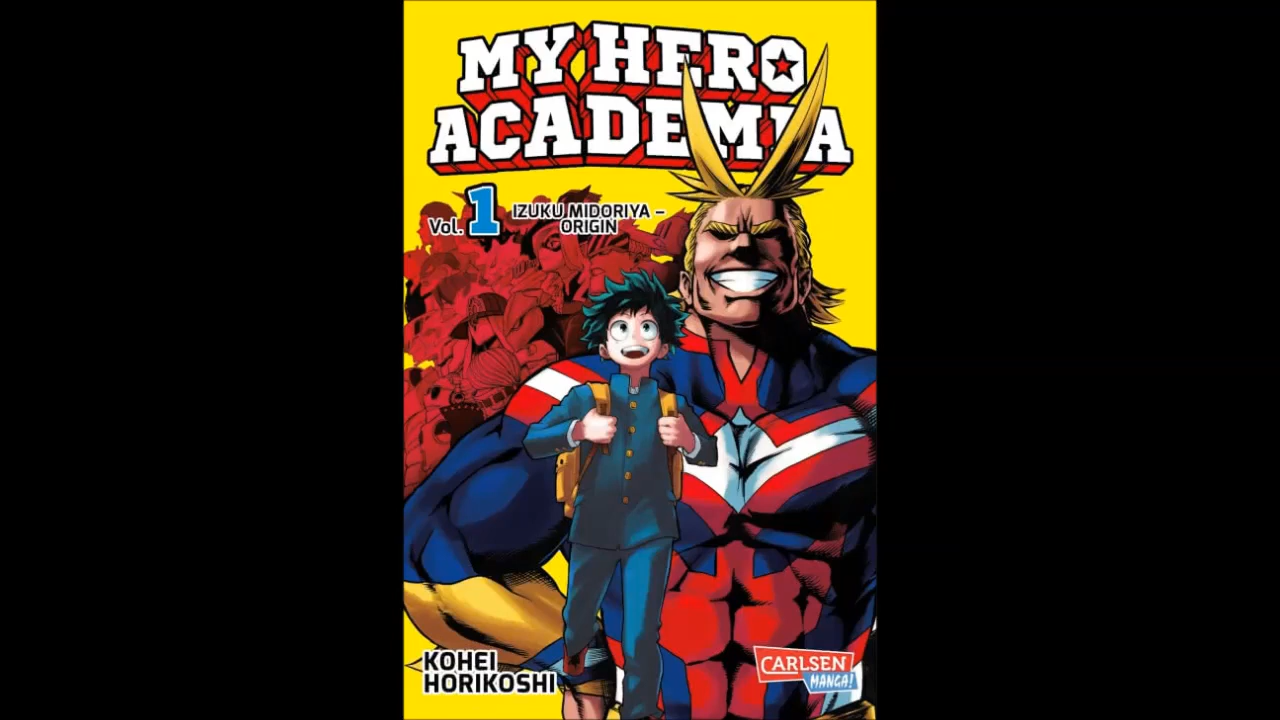 MY HERO
ACADEMIA
Vol. 1
IZUKU MIDORIYA –
ORIGIN
KOHEI
HORIKOSHI
CARLSEN
MANGA!